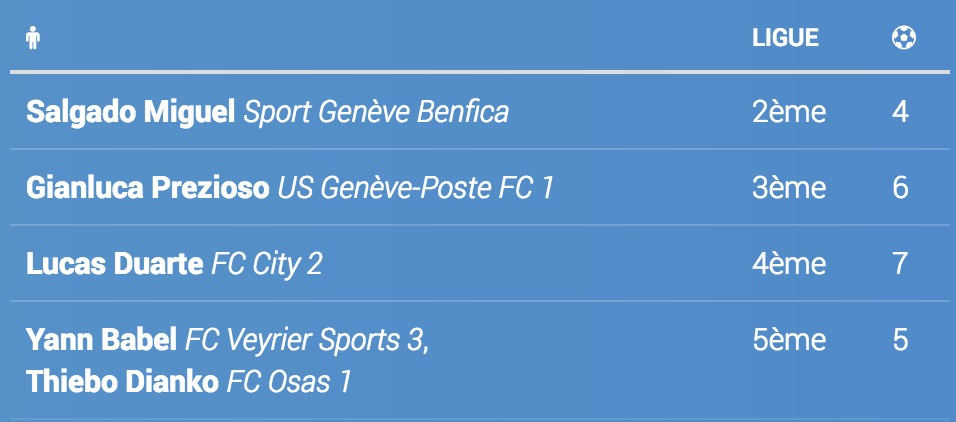 LIGUE
Salgado Miguel Sport Genève Benfica 2ème 4
Gianluca Prezioso US Genève-Poste FC 1 3ème 6
Lucas Duarte FC City 2 4ème 7
Yann Babel FC Veyrier Sports 3, 5ème 5
Thiebo Dianko FC Osas 1